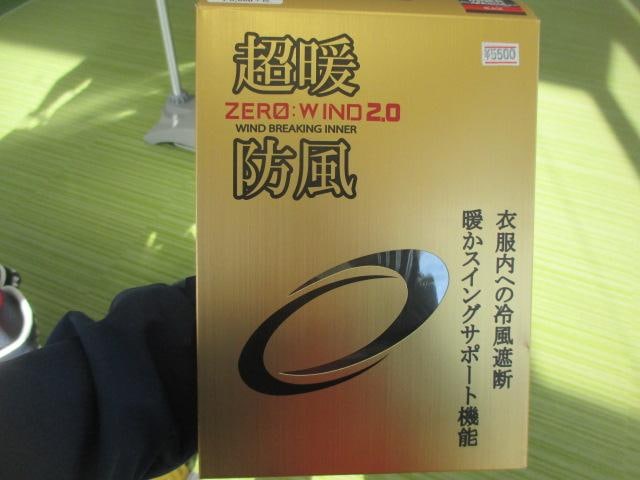 超暖
¥5500
ZERØ:WIND 2.0
WIND BREAKING INNER
防風
衣服内への冷風遮断
暖かスイングサポート機能